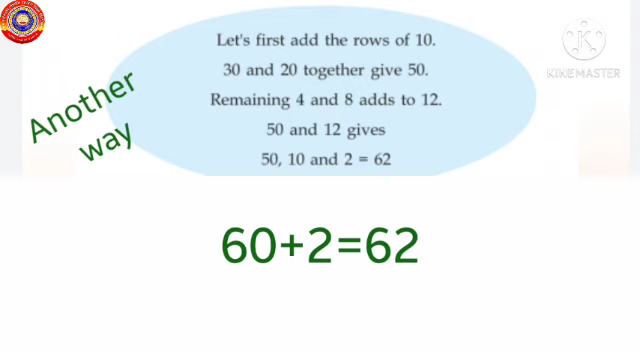 Let's first add the rows of 10.
30 and 20 together give 50.
Remaining 4 and 8 adds to 12.
50 and 12 gives
50, 10 and 2 = 62
Another
way
KINEMASTER
60+2=62